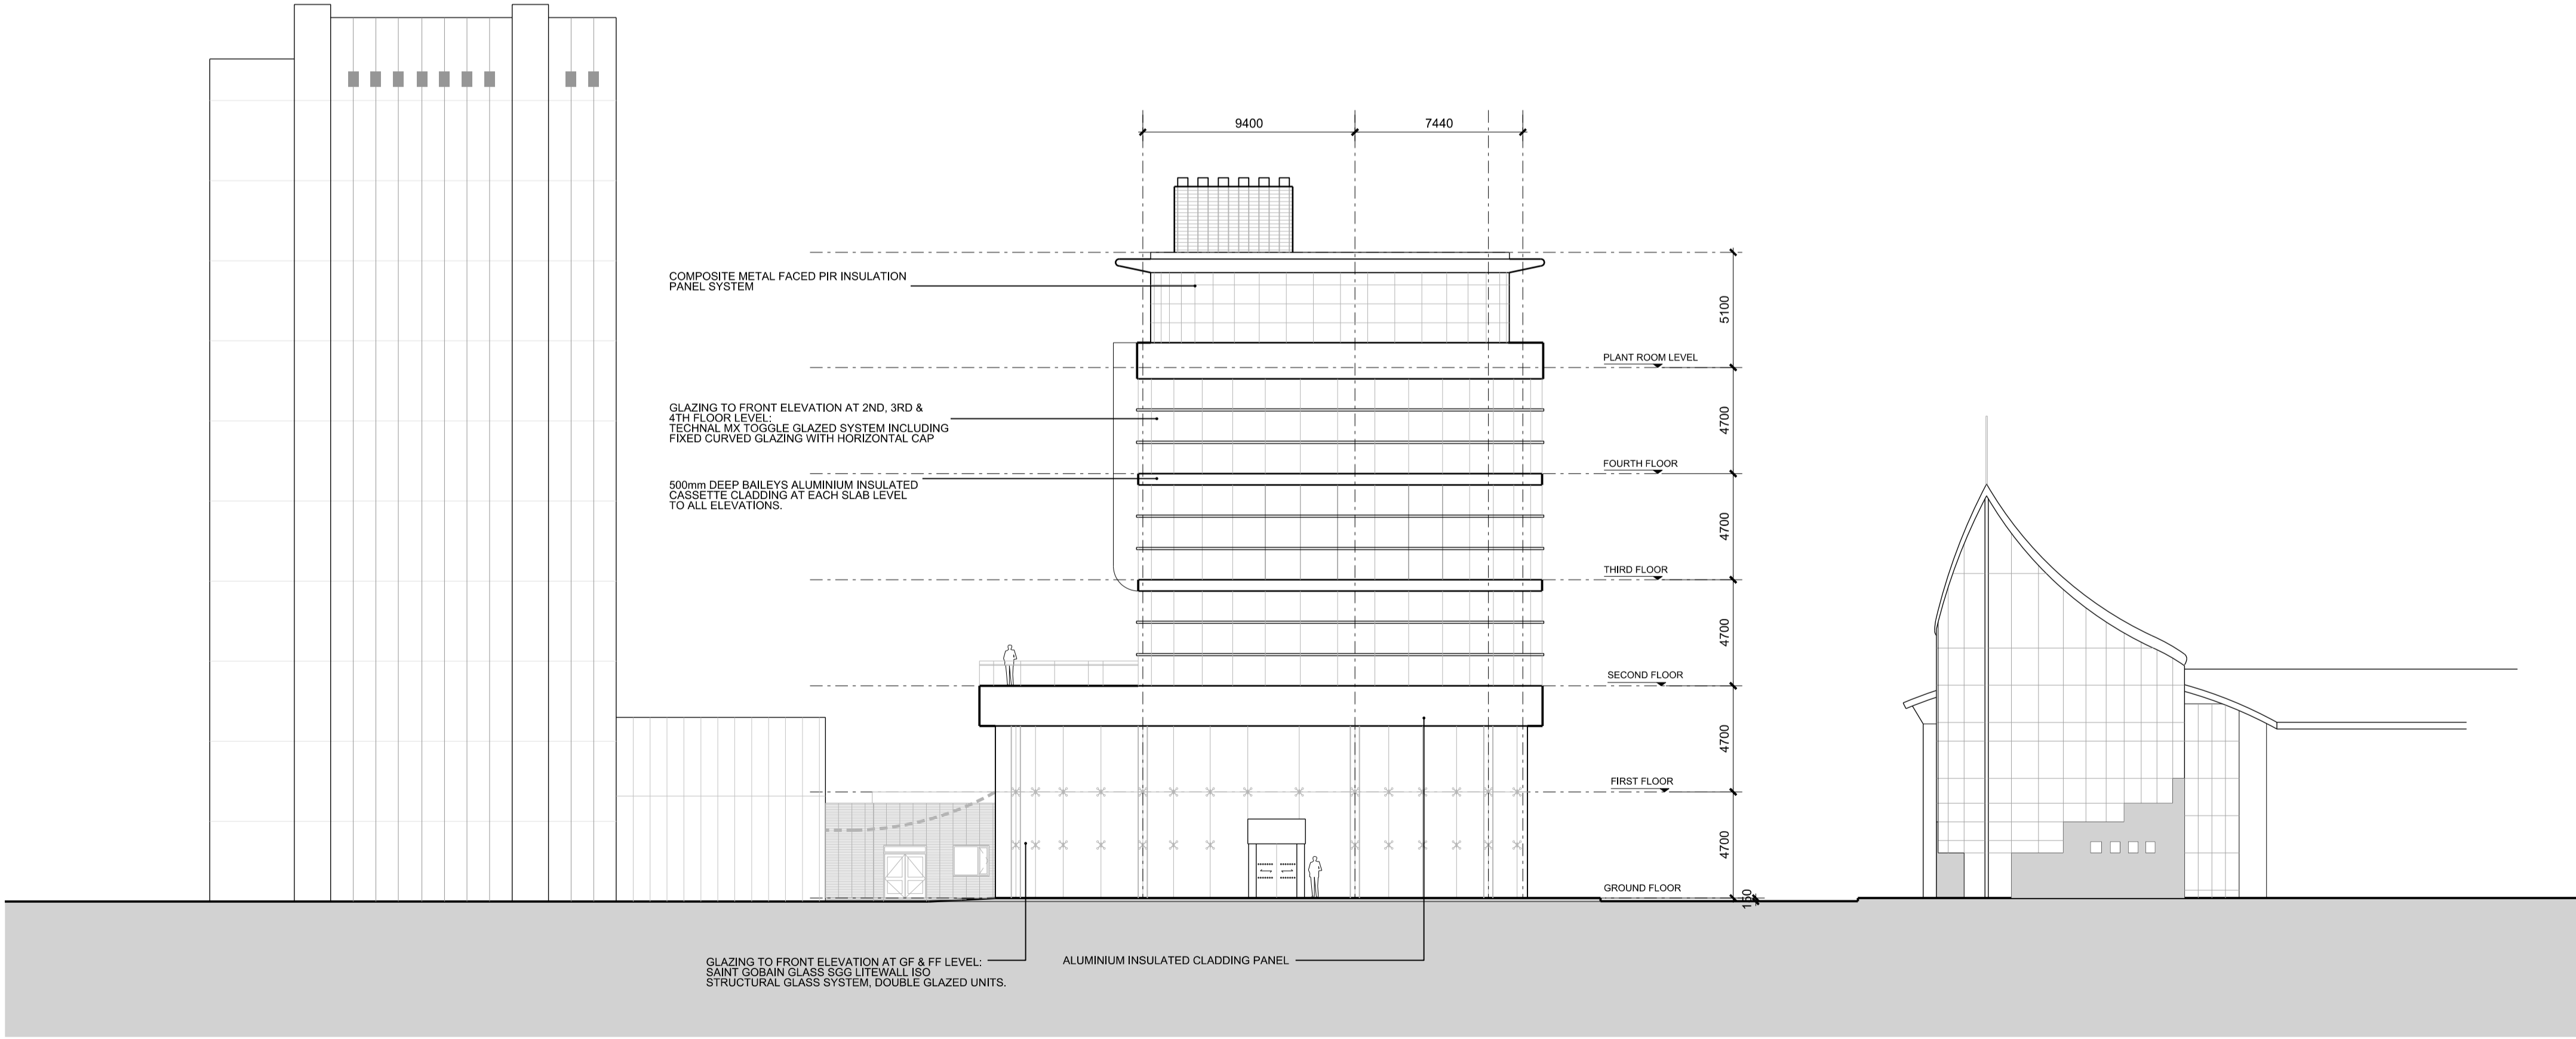 9400
7440
COMPOSITE METAL FACED PIR INSULATION
PANEL SYSTEM
5100
PLANT ROOM LEVEL
GLAZING TO FRONT ELEVATION AT 2ND, 3RD &
4TH FLOOR LEVEL:
TECHNAL MX TOGGLE GLAZED SYSTEM INCLUDING
FIXED CURVED GLAZING WITH HORIZONTAL CAP
4700
FOURTH FLOOR
500mm DEEP BAILEYS ALUMINIUM INSULATED
CASSETTE CLADDING AT EACH SLAB LEVEL
TO ALL ELEVATIONS.
4700
THIRD FLOOR
4700
SECOND FLOOR
4700
FIRST FLOOR
4700
GROUND FLOOR
150
GLAZING TO FRONT ELEVATION AT GF & FF LEVEL:
SAINT GOBAIN GLASS SGG LITEWALL ISO
STRUCTURAL GLASS SYSTEM, DOUBLE GLAZED UNITS.
ALUMINIUM INSULATED CLADDING PANEL